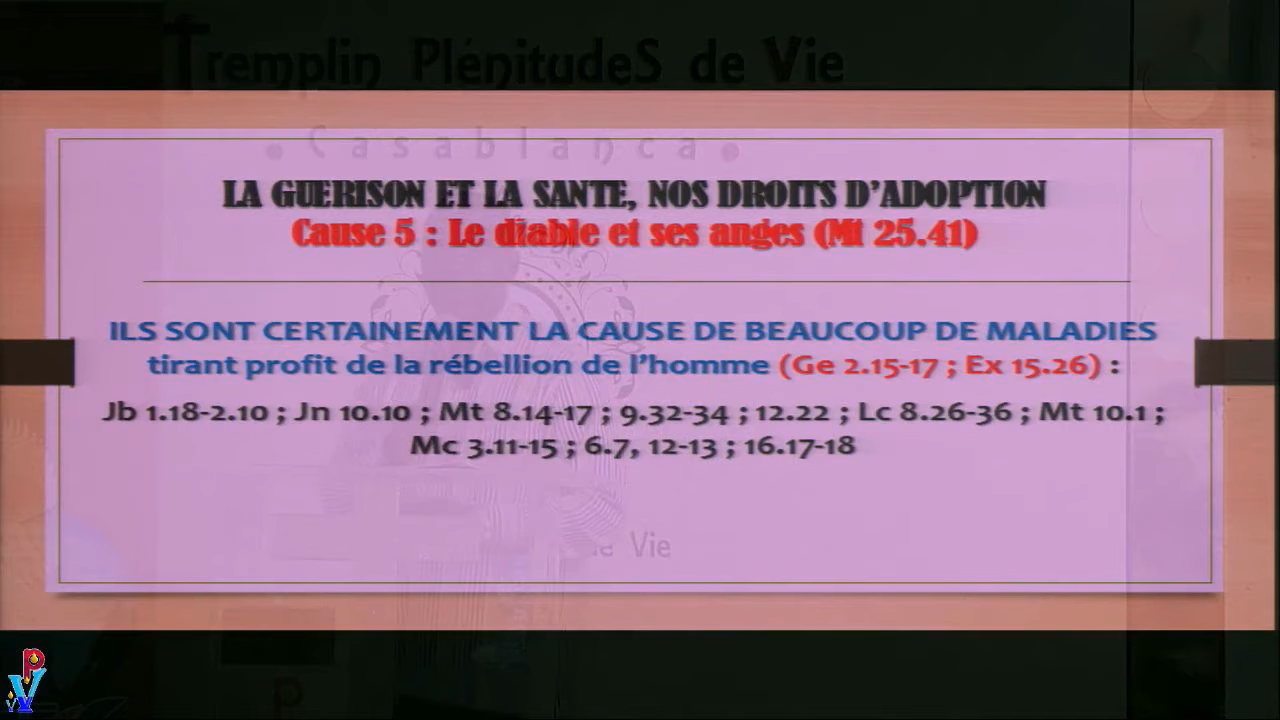 Tremplin PlénitudeS de Vie
• Casablanca •
LA GUERISON ET LA SANTE, NOS DROITS D’ADOPTION
Cause 5 : Le diable et ses anges (Mt 25.41)
ILS SONT CERTAINEMENT LA CAUSE DE BEAUCOUP DE MALADIES
tirant profit de la rébellion de l’homme (Ge 2.15-17 ; Ex 15.26) :
Jb 1.18-2.10 ; Jn 10.10 ; Mt 8.14-17 ; 9.32-34 ; 12.22 ; Lc 8.26-36 ; Mt 10.1 ;
Mc 3.11-15 ; 6.7, 12-13 ; 16.17-18
de Vie